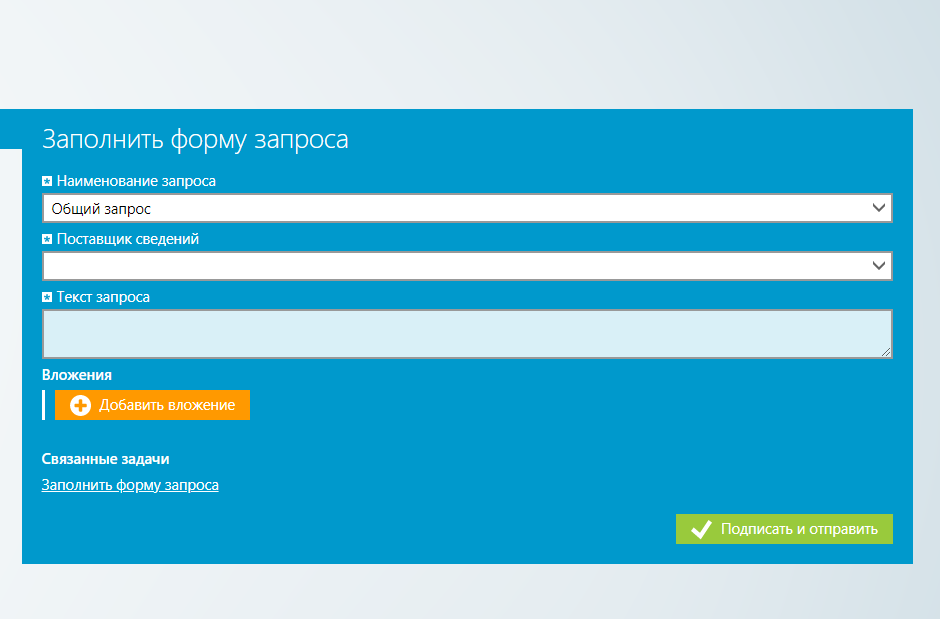 Заполнить форму запроса
Наименование запроса
Общий запрос
Поставщик сведений
Текст запроса
Вложения
Добавить вложение
Связанные задачи
Заполнить форму запроса
Подписать и отправить